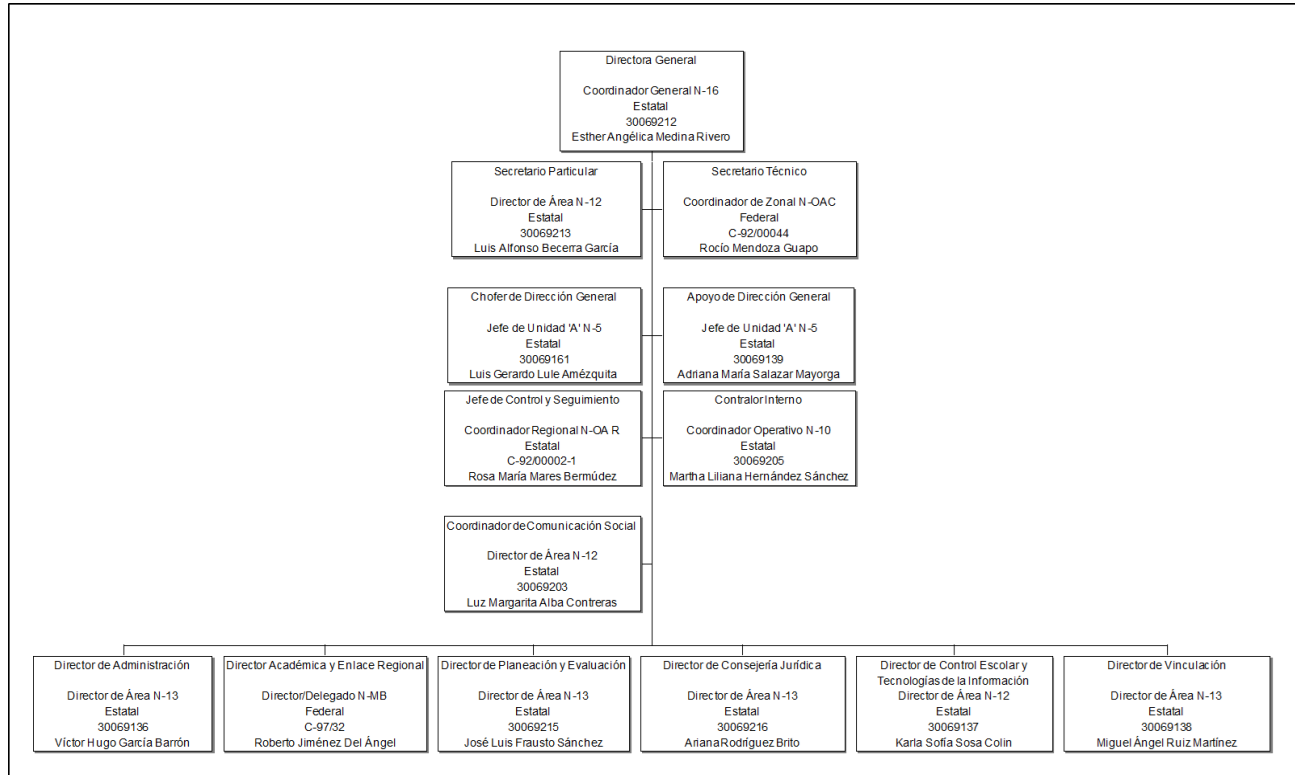 Directora General
Coordinador General N-16
Estatal
30069212
Esther Angélica Medina Rivero
Secretario Particular
Director de Área N-12
Estatal
30069213
Luis Alfonso Becerra García
Secretario Técnico
Coordinador de Zonal N-OAC
Federal
C-92/00044
Rocío Mendoza Guapo
Chofer de Dirección General
Jefe de Unidad 'A' N-5
Estatal
30069161
Luis Gerardo Lule Amézquita
Apoyo de Dirección General
Jefe de Unidad 'A' N-5
Estatal
30069139
Adriana María Salazar Mayorga
Jefe de Control y Seguimiento
Coordinador Regional N-OA R
Estatal
C-92/00002-1
Rosa María Mares Bermúdez
Contralor Interno
Coordinador Operativo N-10
Estatal
30069205
Martha Liliana Hernández Sánchez
Coordinador de Comunicación Social
Director de Área N-12
Estatal
30069203
Luz Margarita Alba Contreras
Director de Administración
Director de Área N-13
Estatal
30069136
Víctor Hugo García Barrón
Director Académica y Enlace Regional
Director/Delegado N-MB
Federal
C-97/32
Roberto Jiménez Del Ángel
Director de Planeación y Evaluación
Director de Área N-13
Estatal
30069215
José Luis Frausto Sánchez
Director de Consejería Jurídica
Director de Área N-13
Estatal
30069216
Ariana Rodríguez Brito
Director de Control Escolar y
Tecnologías de la Información
Director de Área N-12
Estatal
30069137
Karla Sofía Sosa Colin
Director de Vinculación
Director de Área N-13
Estatal
30069138
Miguel Ángel Ruiz Martínez